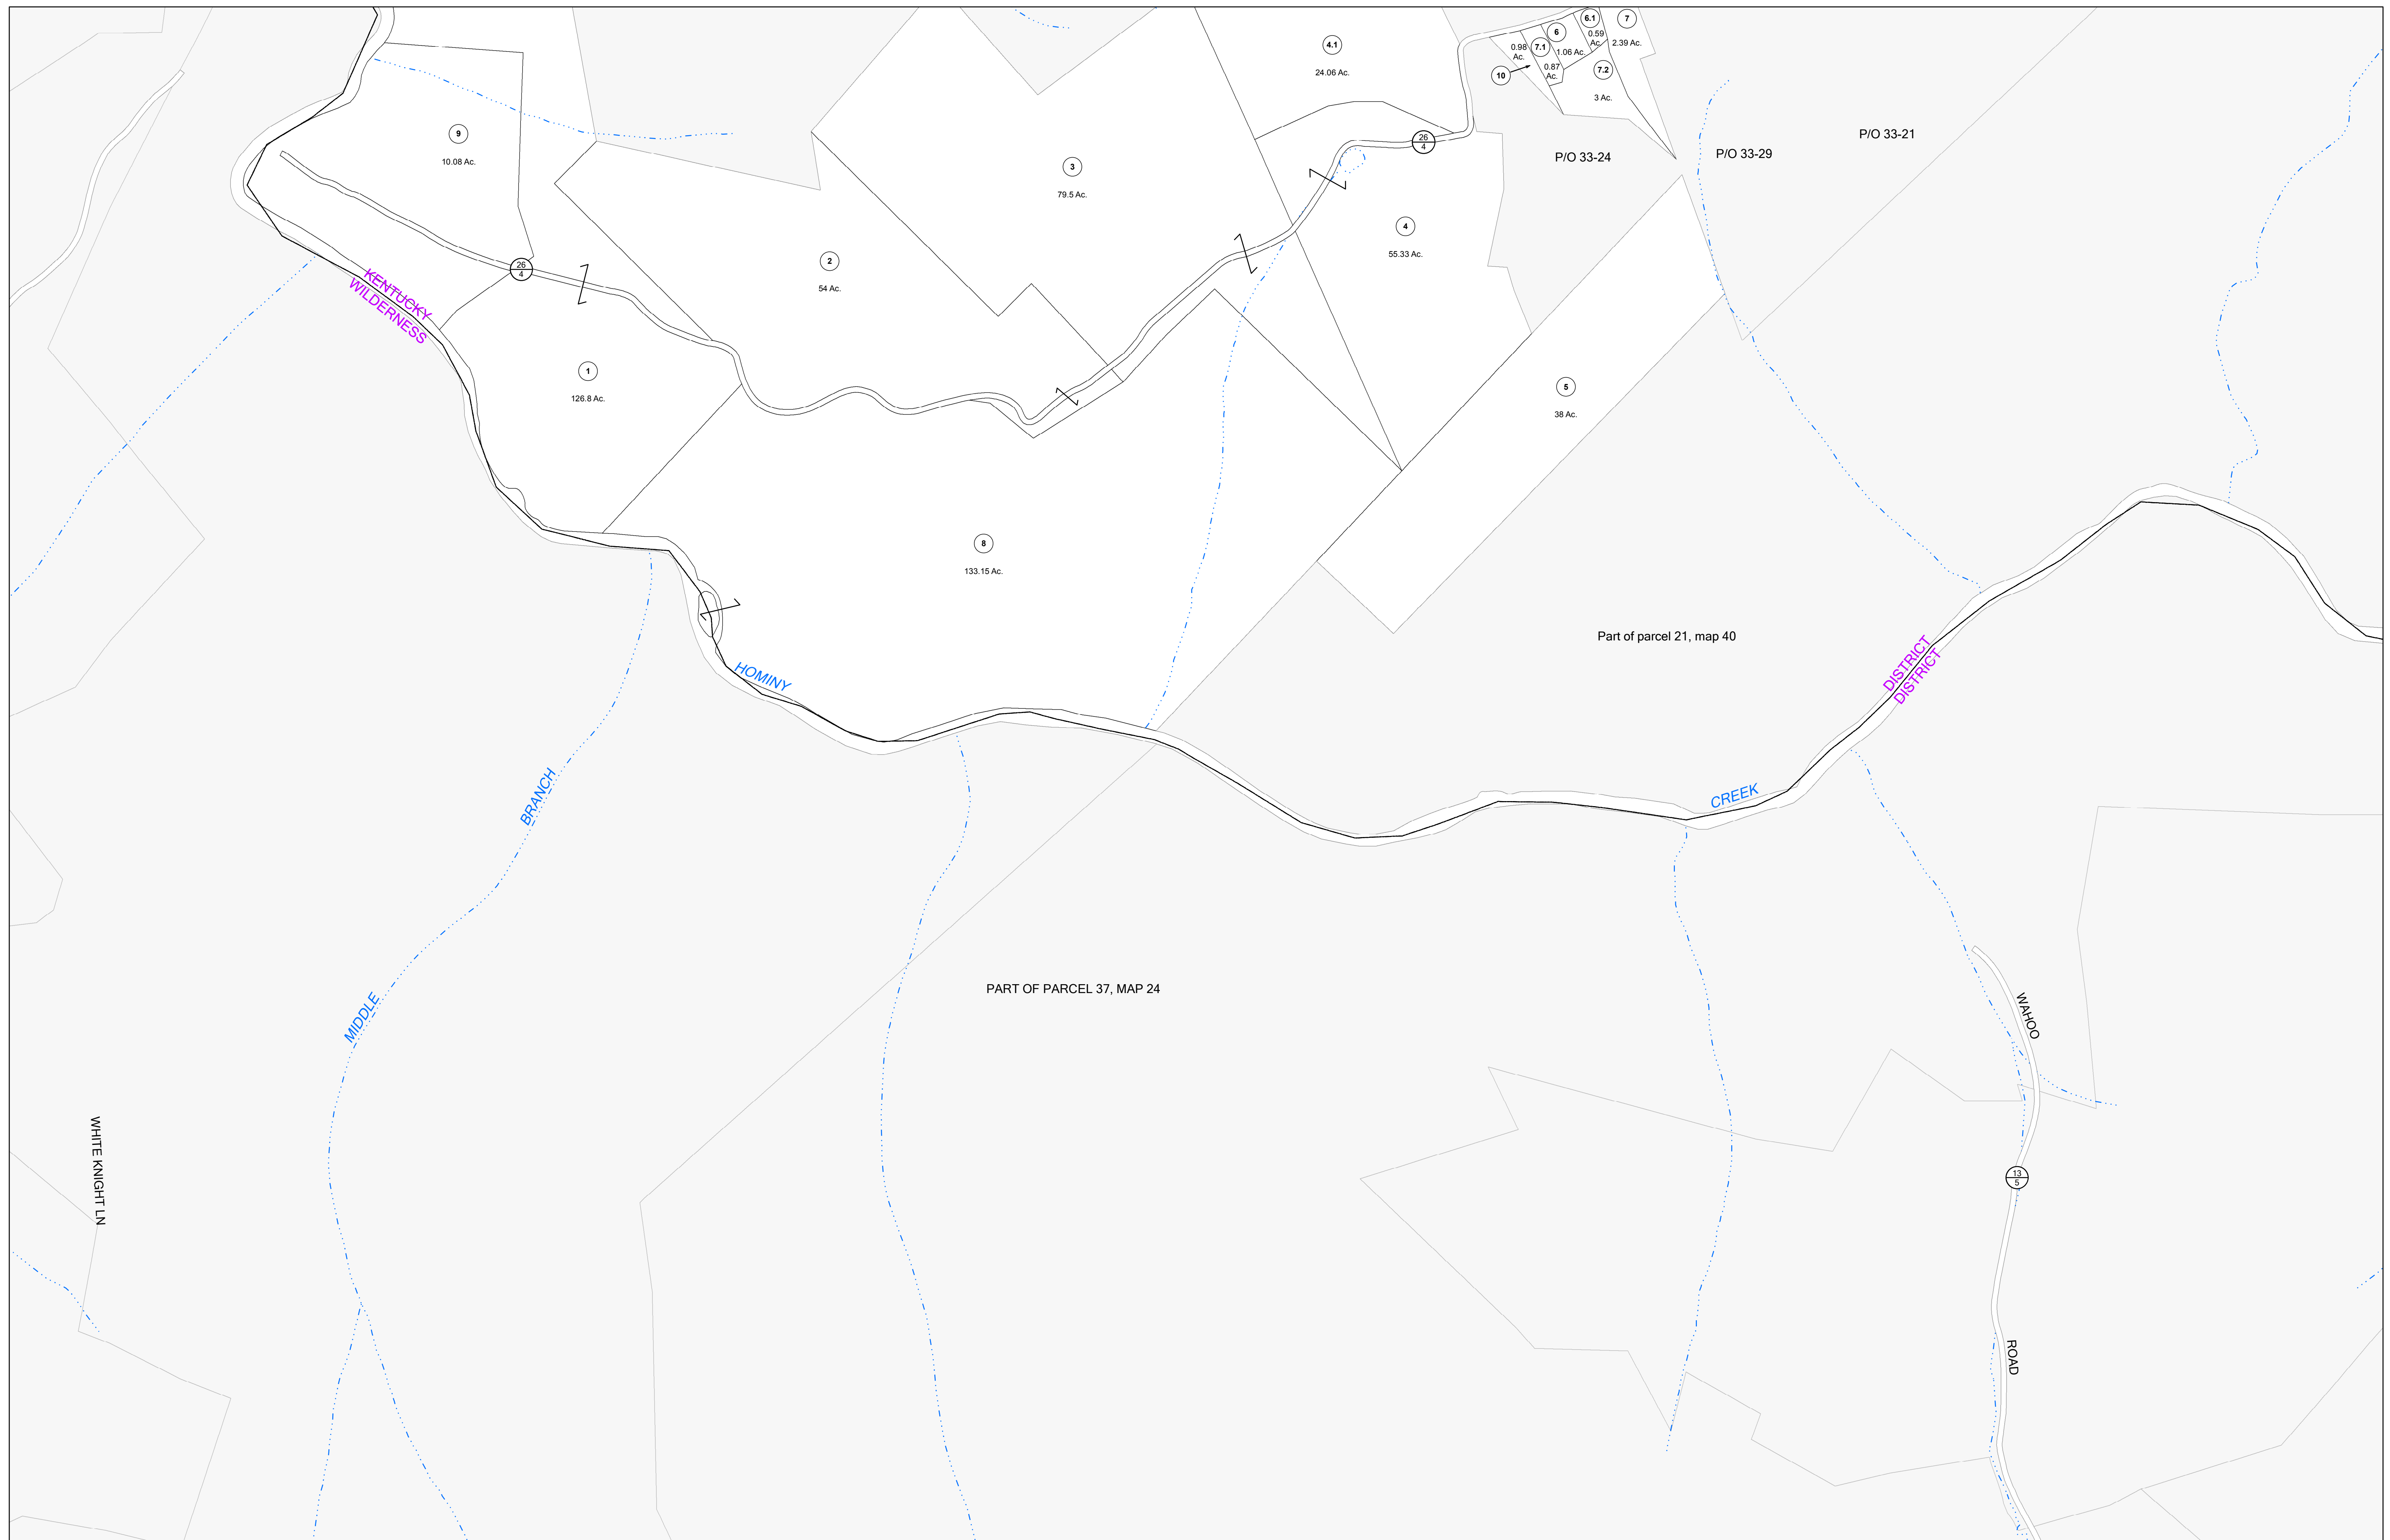 6.1
0.59
Ac.
7
2.39 Ac.
6
1.06 Ac.
7.1
0.87
Ac.
0.98
Ac.
10
7.2
3 Ac.
4.1
24.06 Ac.
26
4
9
10.08 Ac.
3
79.5 Ac.
P/O 33-24
P/O 33-29
P/O 33-21
4
55.33 Ac.
2
54 Ac.
26
4
KENTUCKY
WILDERNESS
1
126.8 Ac.
5
38 Ac.
8
133.15 Ac.
Part of parcel 21, map 40
DISTRICT
DISTRICT
HOMINY
CREEK
BRANCH
MIDDLE
PART OF PARCEL 37, MAP 24
WAHOO
WHITE KNIGHT LN
13
5
ROAD